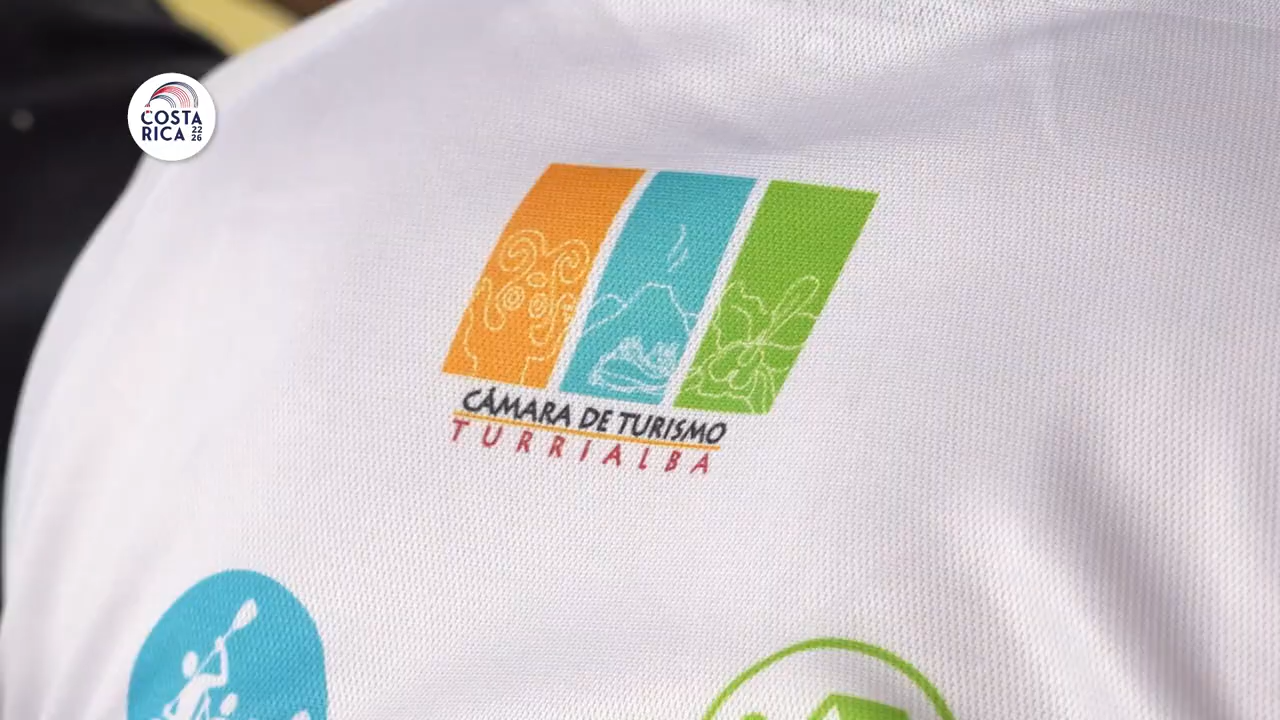 COSTA
RICA 22
26
CÁMARA DE TURISMO
TURRIALBA